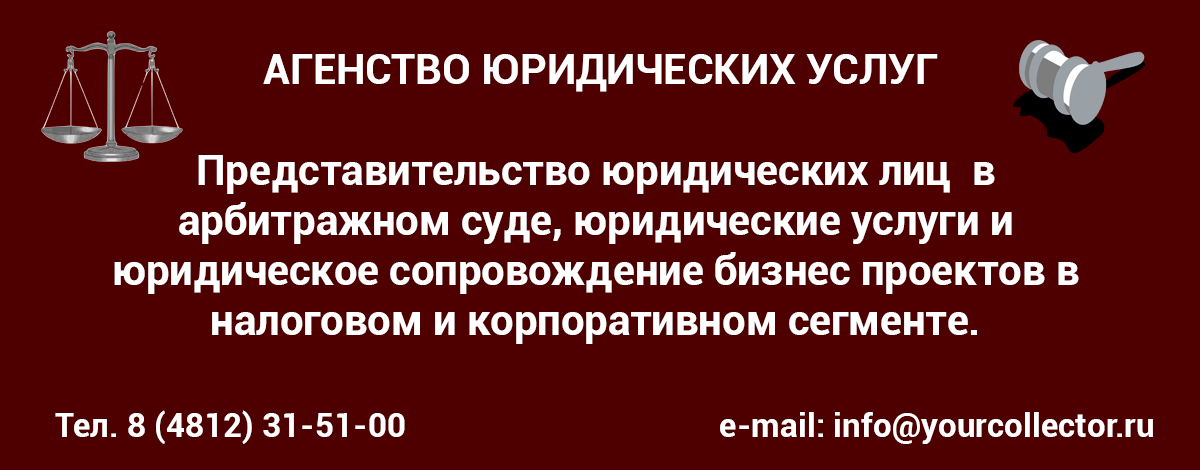 АГЕНСТВО ЮРИДИЧЕСКИХ УСЛУГ
Представительство юридических лиц  в
арбитражном суде, юридические услуги и
юридическое сопровождение бизнес проектов в
налоговом и корпоративном сегменте.
Тел. 8 (4812) 31-51-00
e-mail: info@yourcollector.ru